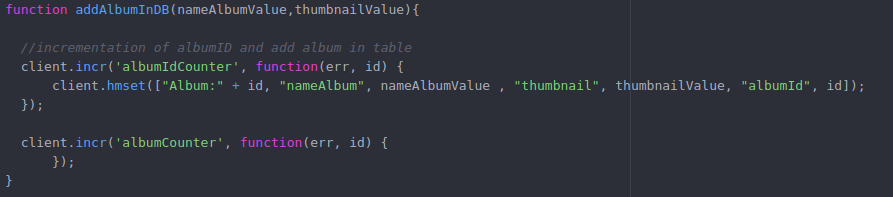 function addAlbumInDB(nameAlbumValue,thumbnailValue){
//incrementation of albumID and add album in table
client.incr('albumIdCounter', function(err, id) {
client.hmset(["Album:" + id, "nameAlbum", nameAlbumValue , "thumbnail", thumbnailValue, "albumId", id]);
});
client.incr('albumCounter', function(err, id) {
});
}